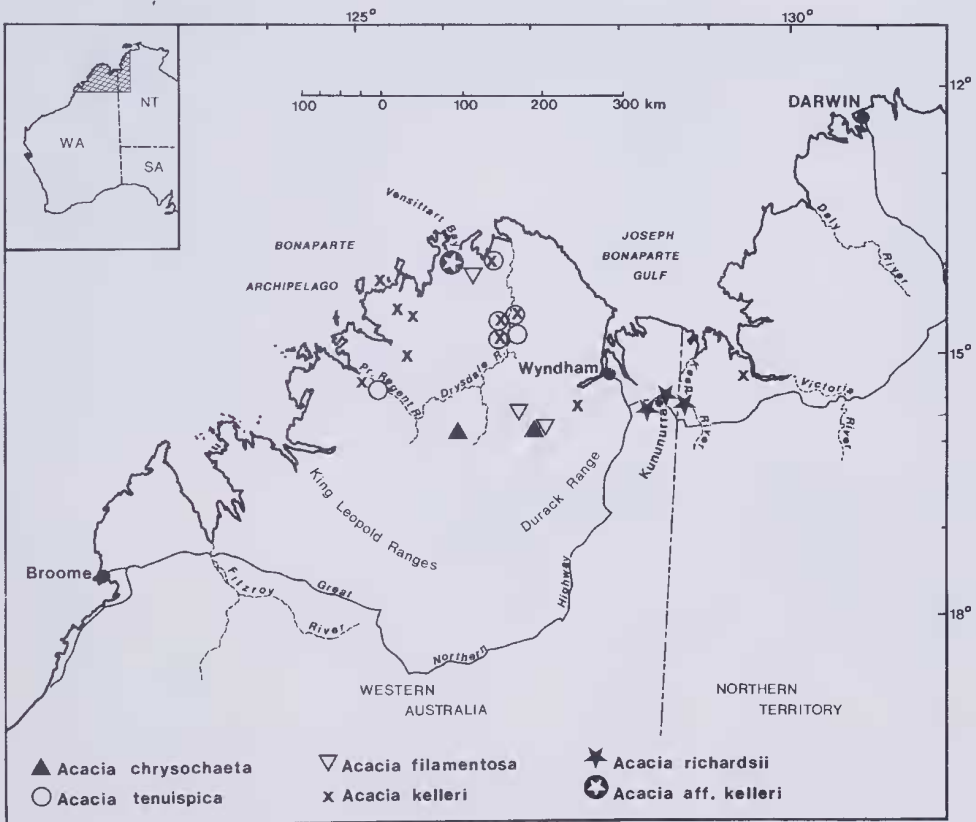 125°
130°
12°
15°
18°
NT
WA
SA
100 0 100 200 300 km
DARWIN
Vansittart Bay
BONAPARTE
ARCHIPELAGO
JOSEPH
BONAPARTE
GULF
Daly
River
Pr. Regent R.
Drysdale R.
Wyndham
Kununurra
Keep
River
Victoria
River
King Leopold Ranges
Durack Range
Broome
Fitzroy
River
Great
Northern
Highway
WESTERN
AUSTRALIA
NORTHERN
TERRITORY
Acacia chrysochaeta
Acacia filamentosa
Acacia richardsii
Acacia tenuispica
x Acacia kelleri
Acacia aff. kelleri